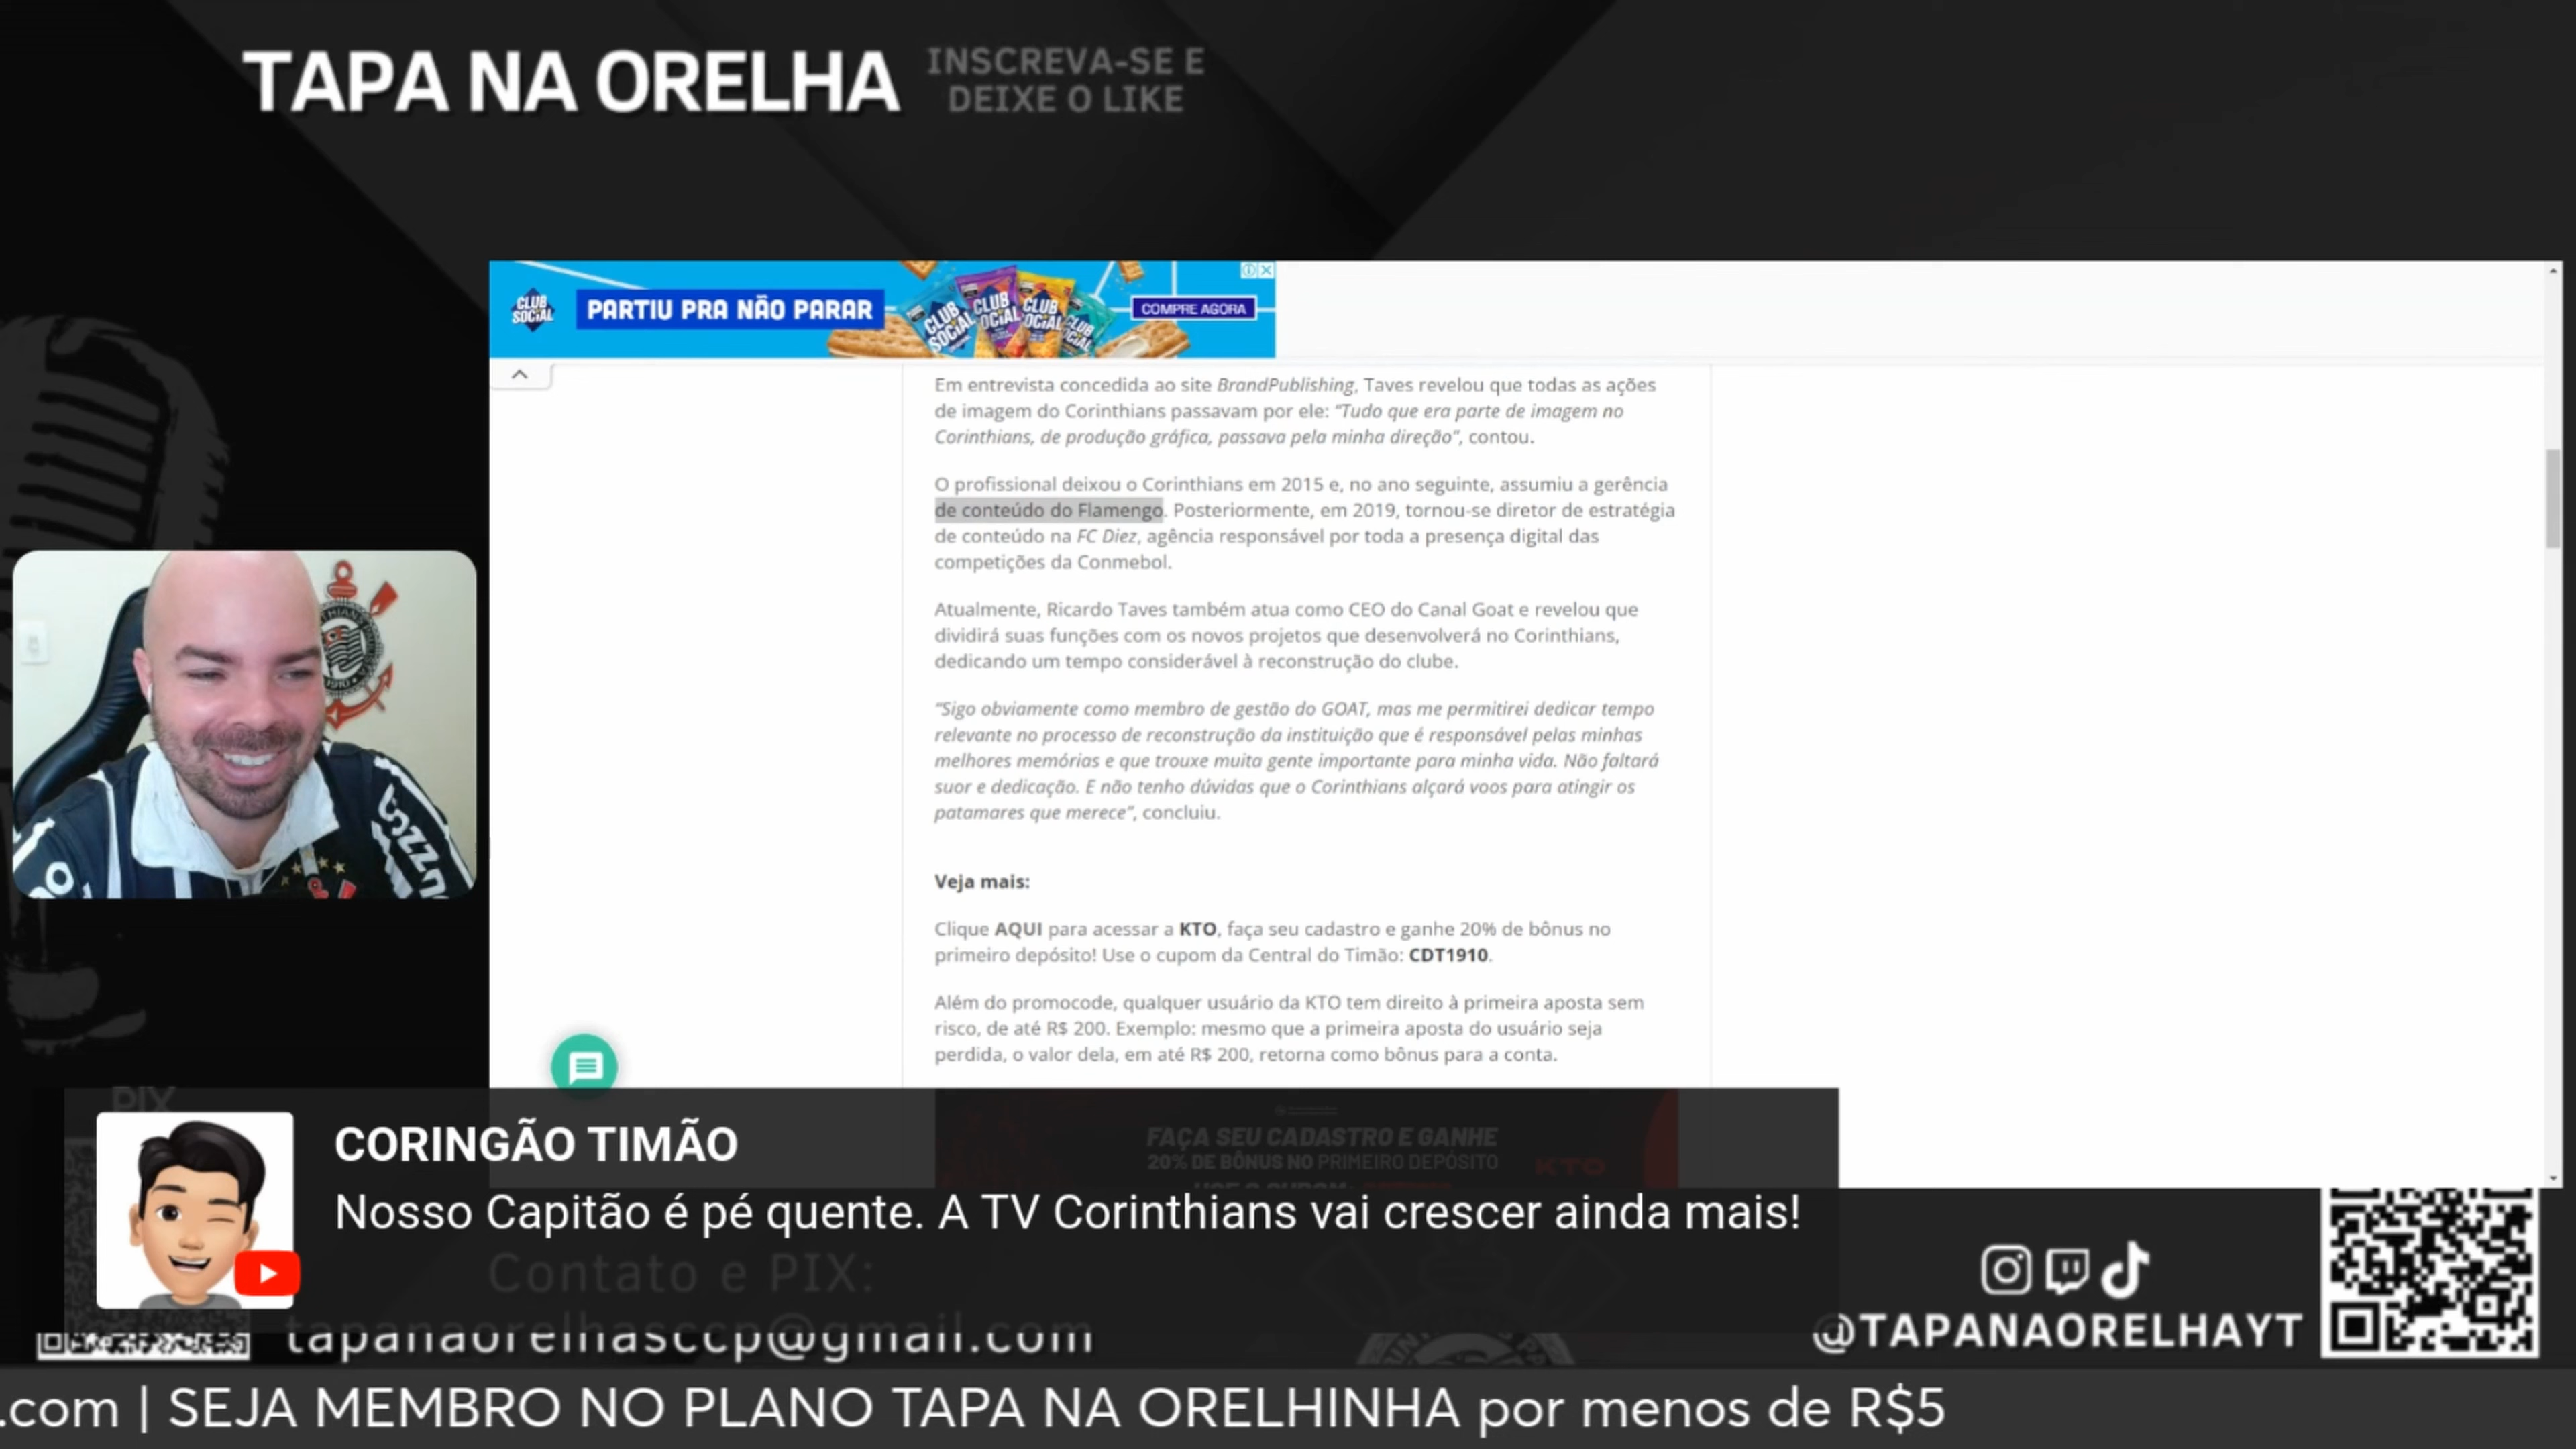 TAPA NA ORELHA
INSCREVA-SE E
DEIXE O LIKE
CLUB
SOCIAL
PARTIU PRA NÃO PARAR
CLUB
SOCIAL
CLUB
SOCIAL
CLUB
SOCIAL
CLUB
SOCIAL
COMPRE AGORA
Em entrevista concedida ao site BrandPublishing, Taves revelou que todas as ações
de imagem do Corinthians passavam por ele: “Tudo que era parte de imagem no
Corinthians, de produção gráfica, passava pela minha direção”, contou.
O profissional deixou o Corinthians em 2015 e, no ano seguinte, assumiu a gerência
de conteúdo do Flamengo. Posteriormente, em 2019, tornou-se diretor de estratégia
de conteúdo na FC Diez, agência responsável por toda a presença digital das
competições da Conmebol.
Atualmente, Ricardo Taves também atua como CEO do Canal Goat e revelou que
dividirá suas funções com os novos projetos que desenvolverá no Corinthians,
dedicando um tempo considerável à reconstrução do clube.
“Sigo obviamente como membro de gestão do GOAT, mas me permitirei dedicar tempo
relevante no processo de reconstrução da instituição que é responsável pelas minhas
melhores memórias e que trouxe muita gente importante para minha vida. Não faltará
suor e dedicação. E não tenho dúvidas que o Corinthians alçará voos para atingir os
patamares que merece”, concluiu.
Veja mais:
Clique AQUI para acessar a KTO, faça seu cadastro e ganhe 20% de bônus no
primeiro depósito! Use o cupom da Central do Timão: CDT1910.
Além do promocode, qualquer usuário da KTO tem direito à primeira aposta sem
risco, de até R$ 200. Exemplo: mesmo que a primeira aposta do usuário seja
perdida, o valor dela, em até R$ 200, retorna como bônus para a conta.
PIX
FAÇA SEU CADASTRO E GANHE
20% DE BÔNUS NO PRIMEIRO DEPÓSITO
KTO
CORINGÃO TIMÃO
Nosso Capitão é pé quente. A TV Corinthians vai crescer ainda mais!
Contato e PIX:
tapanaorelhasccp@gmail.com
@TAPANAORELHAYT
.com | SEJA MEMBRO NO PLANO TAPA NA ORELHINHA por menos de R$5